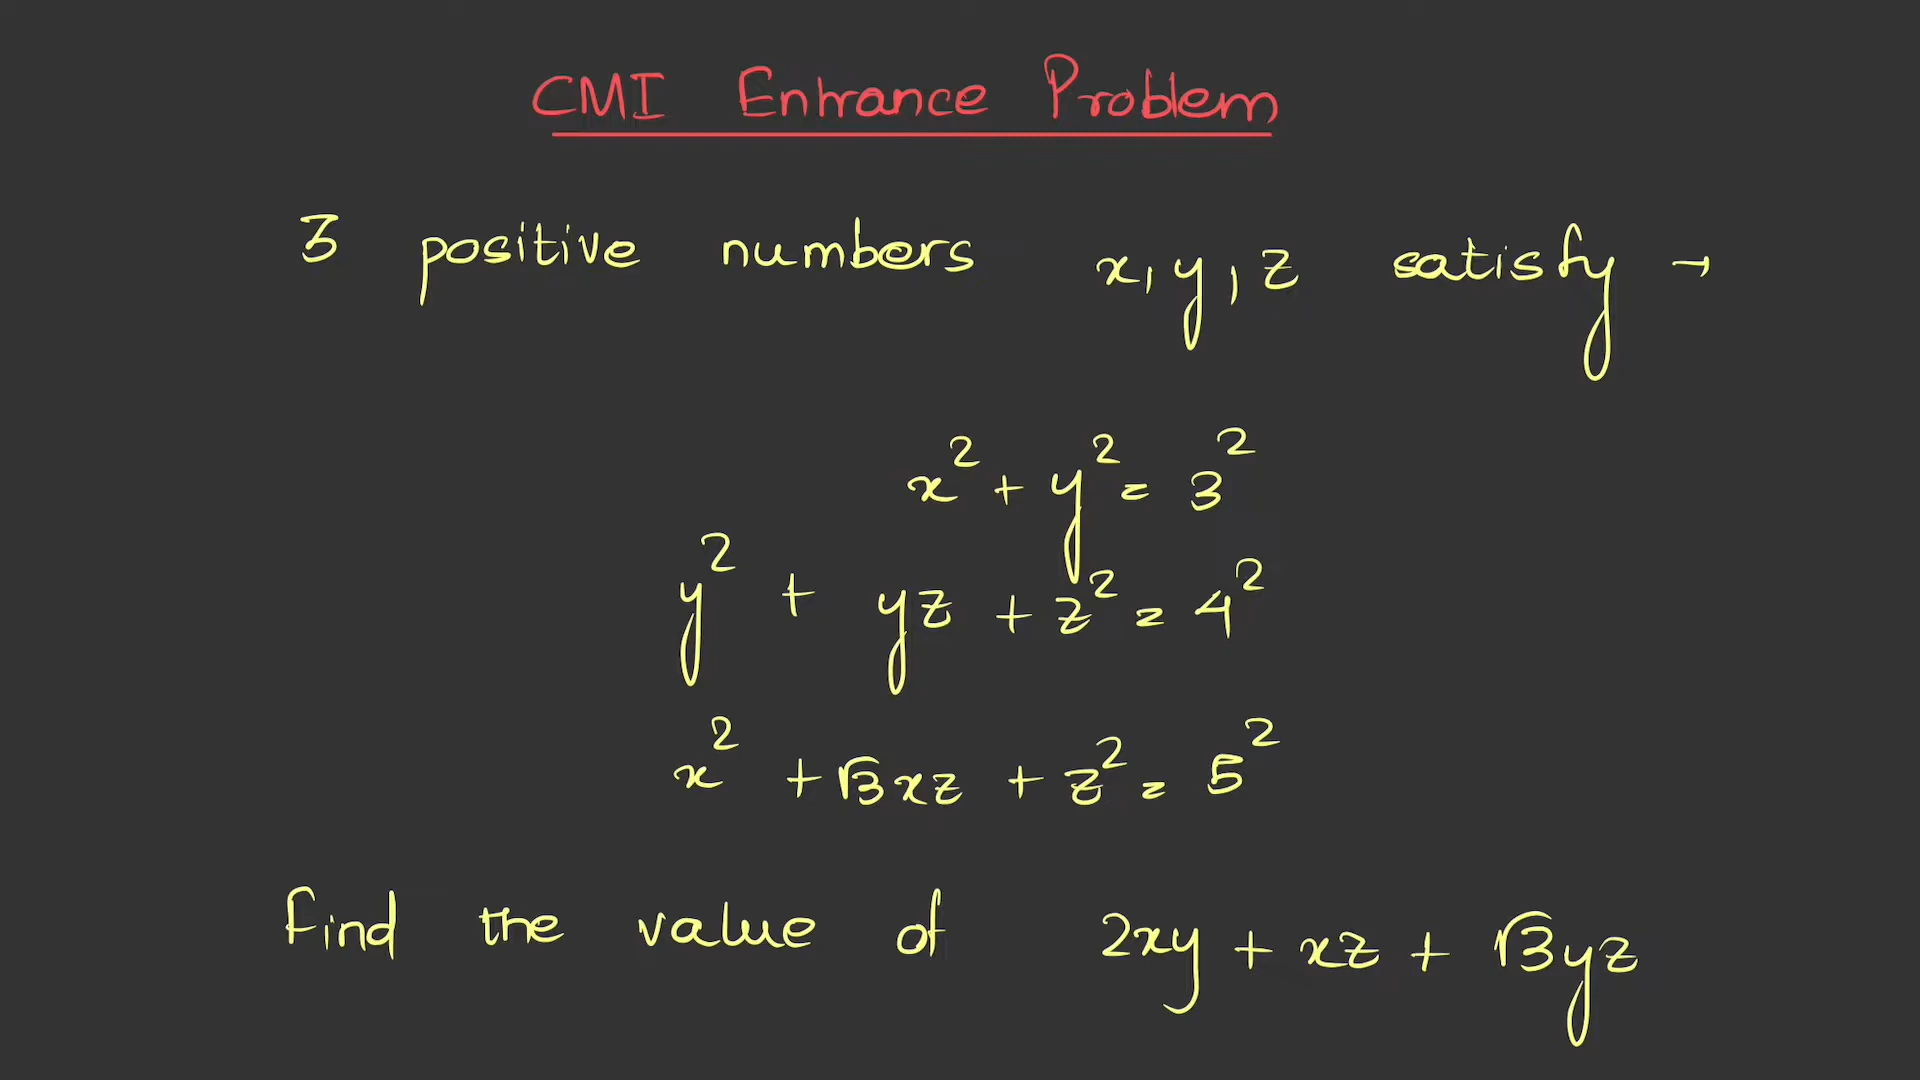 CMI Entrance Problem
3 positive numbers x, y, z satisfy →
x² + y² = 3²
y² + yz + z² = 4²
x² + √3xz + z² = 5²
find the value of 2xy + xz + √3yz